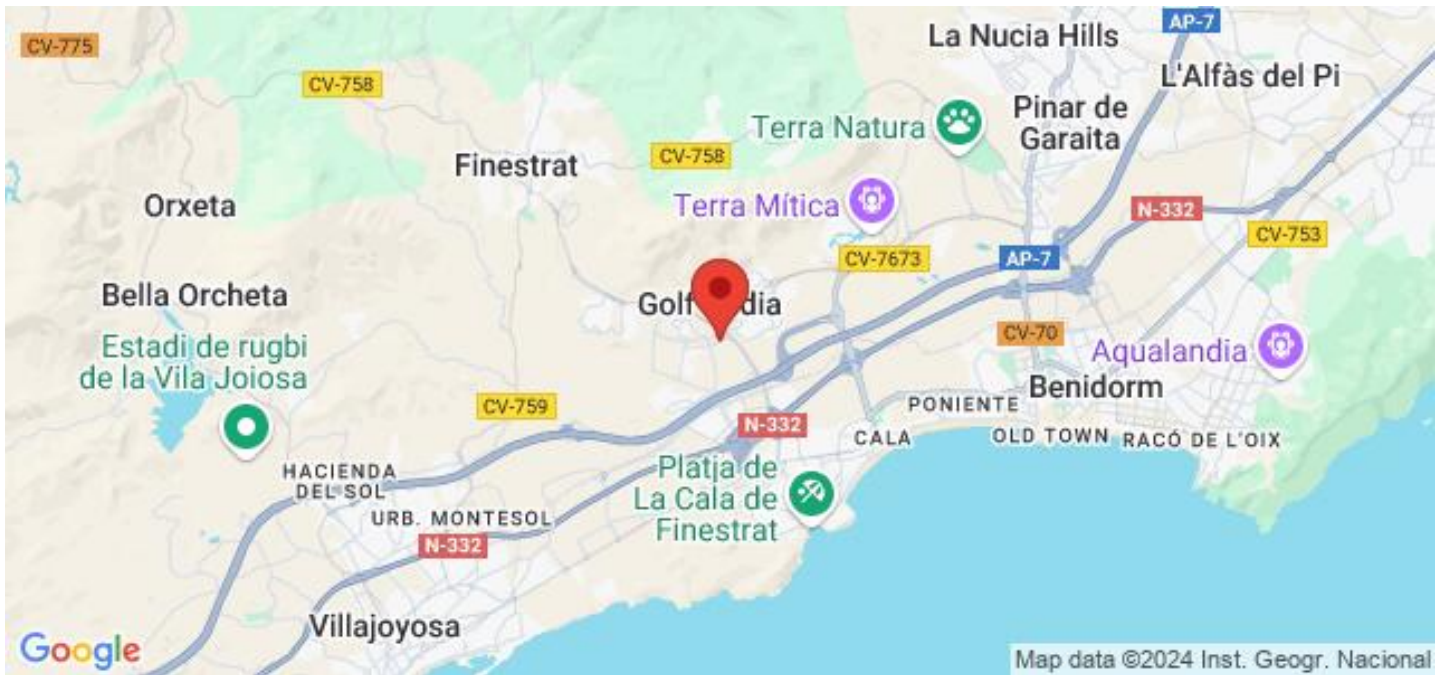 AP-7
La Nucia Hills
CV-775
L'Alfàs del Pi
CV-758
Pinar de
Garaita
Terra Natura
CV-758
Finestrat
Orxeta
Terra Mítica
N-332
CV-753
CV-7673
AP-7
Bella Orcheta
Golf
dia
CV-70
Estadi de rugbi
de la Vila Joiosa
Aqualandia
Benidorm
CV-759
PONIENTE
N-332
CALA
OLD TOWN
RACÓ DE L'OIX
HACIENDA
DEL SOL
Platja de
La Cala de
Finestrat
URB. MONTESOL
N-332
Villajoyosa
Google
Map data ©2024 Inst. Geogr. Nacional